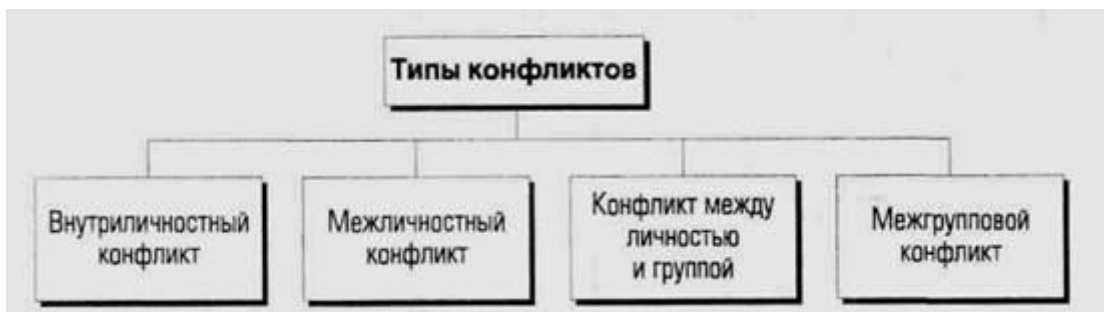 Типы конфликтов
Внутриличностный
конфликт
Межличностный
конфликт
Конфликт между
личностью
и группой
Межгрупповой
конфликт